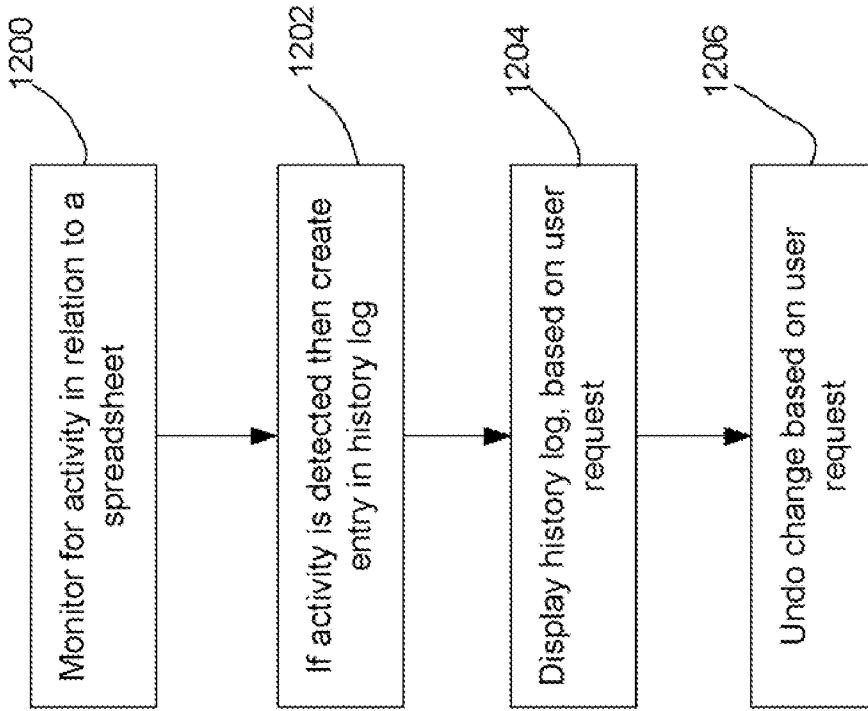 Monitor for activity in relation to a
spreadsheet
1200
If activity is detected then create
entry in history log
1202
Display history log, based on user
request
1204
Undo change based on user
request
1206